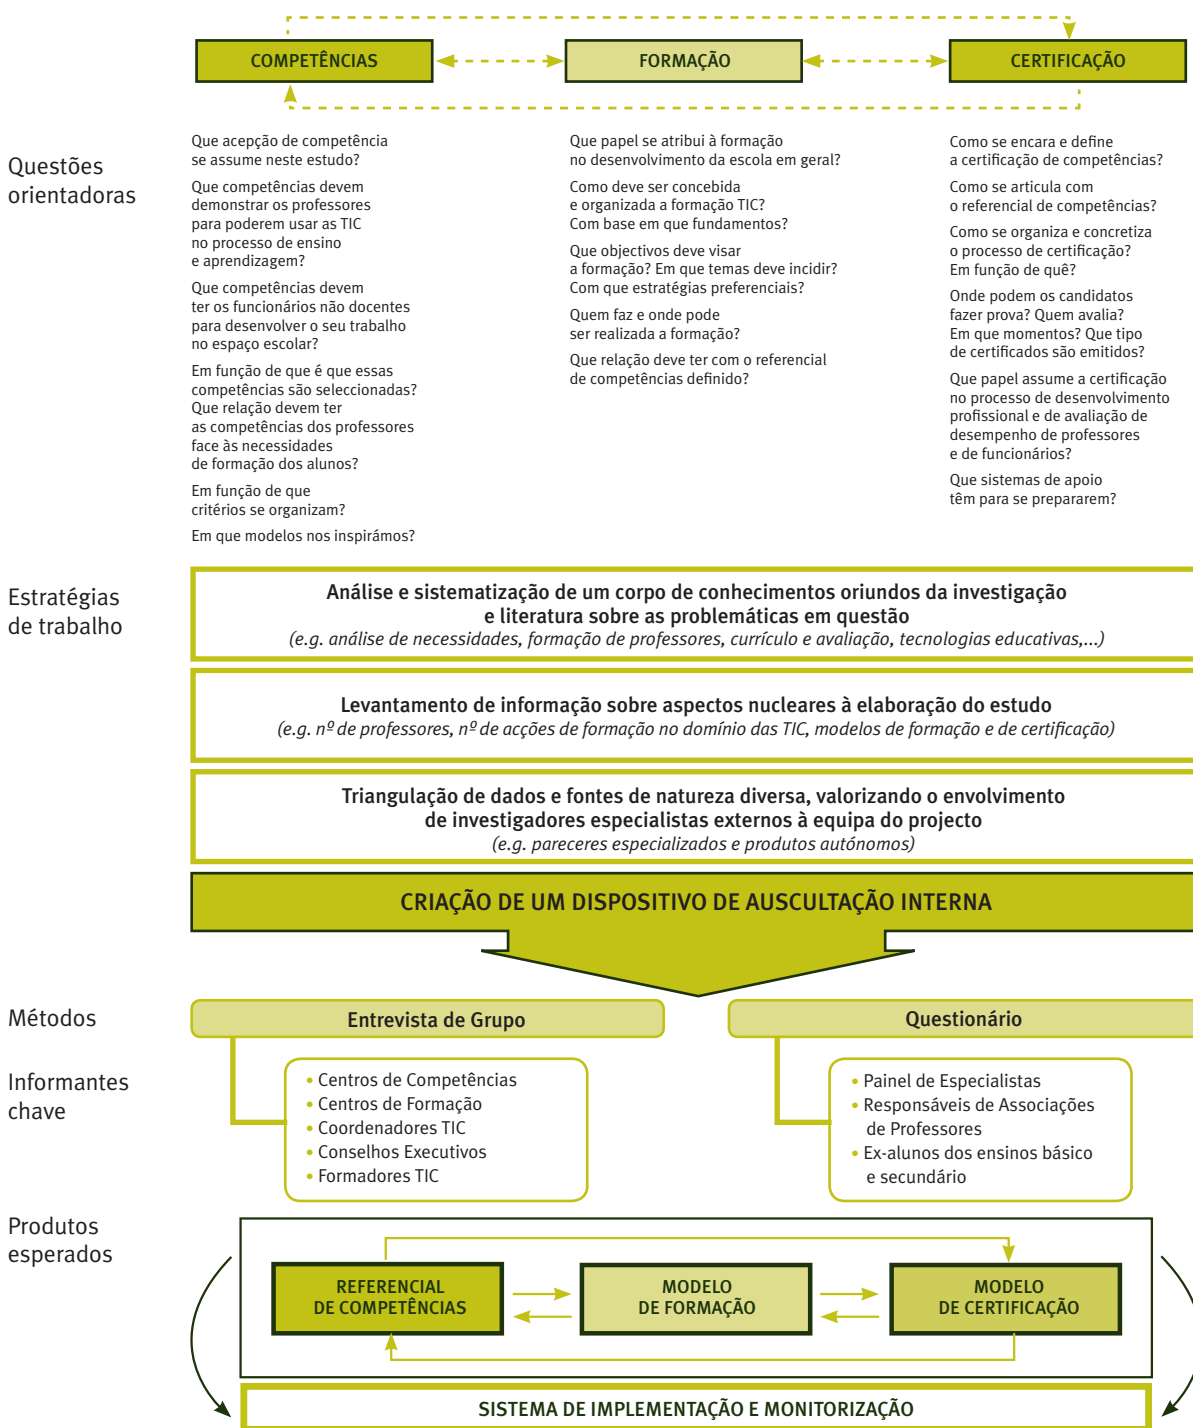 COMPETÊNCIAS
FORMAÇÃO
CERTIFICAÇÃO
Questões
orientadoras
Que acepção de competência
se assume neste estudo?
Que competências devem
demonstrar os professores
para poderem usar as TIC
no processo de ensino
e aprendizagem?
Que competências devem
ter os funcionários não docentes
para desenvolver o seu trabalho
no espaço escolar?
Em função de que é que essas
competências são seleccionadas?
Que relação devem ter
as competências dos professores
face às necessidades
de formação dos alunos?
Em função de que
critérios se organizam?
Em que modelos nos inspirámos?
Que papel se atribui à formação
no desenvolvimento da escola em geral?
Como deve ser concebida
e organizada a formação TIC?
Com base em que fundamentos?
Que objectivos deve visar
a formação? Em que temas deve incidir?
Com que estratégias preferenciais?
Quem faz e onde pode
ser realizada a formação?
Que relação deve ter com o referencial
de competências definido?
Como se encara e define
a certificação de competências?
Como se articula com
o referencial de competências?
Como se organiza e concretiza
o processo de certificação?
Em função de quê?
Onde podem os candidatos
fazer prova? Quem avalia?
Em que momentos? Que tipo
de certificados são emitidos?
Que papel assume a certificação
no processo de desenvolvimento
profissional e de avaliação de
desempenho de professores
e de funcionários?
Que sistemas de apoio
têm para se prepararem?
Estratégias
de trabalho
Análise e sistematização de um corpo de conhecimentos oriundos da investigação
e literatura sobre as problemáticas em questão
(e.g. análise de necessidades, formação de professores, currículo e avaliação, tecnologias educativas,...)
Levantamento de informação sobre aspectos nucleares à elaboração do estudo
(e.g. nº de professores, nº de acções de formação no domínio das TIC, modelos de formação e de certificação)
Triangulação de dados e fontes de natureza diversa, valorizando o envolvimento
de investigadores especialistas externos à equipa do projecto
(e.g. pareceres especializados e produtos autónomos)
CRIAÇÃO DE UM DISPOSITIVO DE AUSCULTAÇÃO INTERNA
Métodos
Entrevista de Grupo
Questionário
Informantes
chave
• Centros de Competências
• Centros de Formação
• Coordenadores TIC
• Conselhos Executivos
• Formadores TIC
• Painel de Especialistas
• Responsáveis de Associações
de Professores
• Ex-alunos dos ensinos básico
e secundário
Produtos
esperados
REFERENCIAL
DE COMPETÊNCIAS
MODELO
DE FORMAÇÃO
MODELO
DE CERTIFICAÇÃO
SISTEMA DE IMPLEMENTAÇÃO E MONITORIZAÇÃO